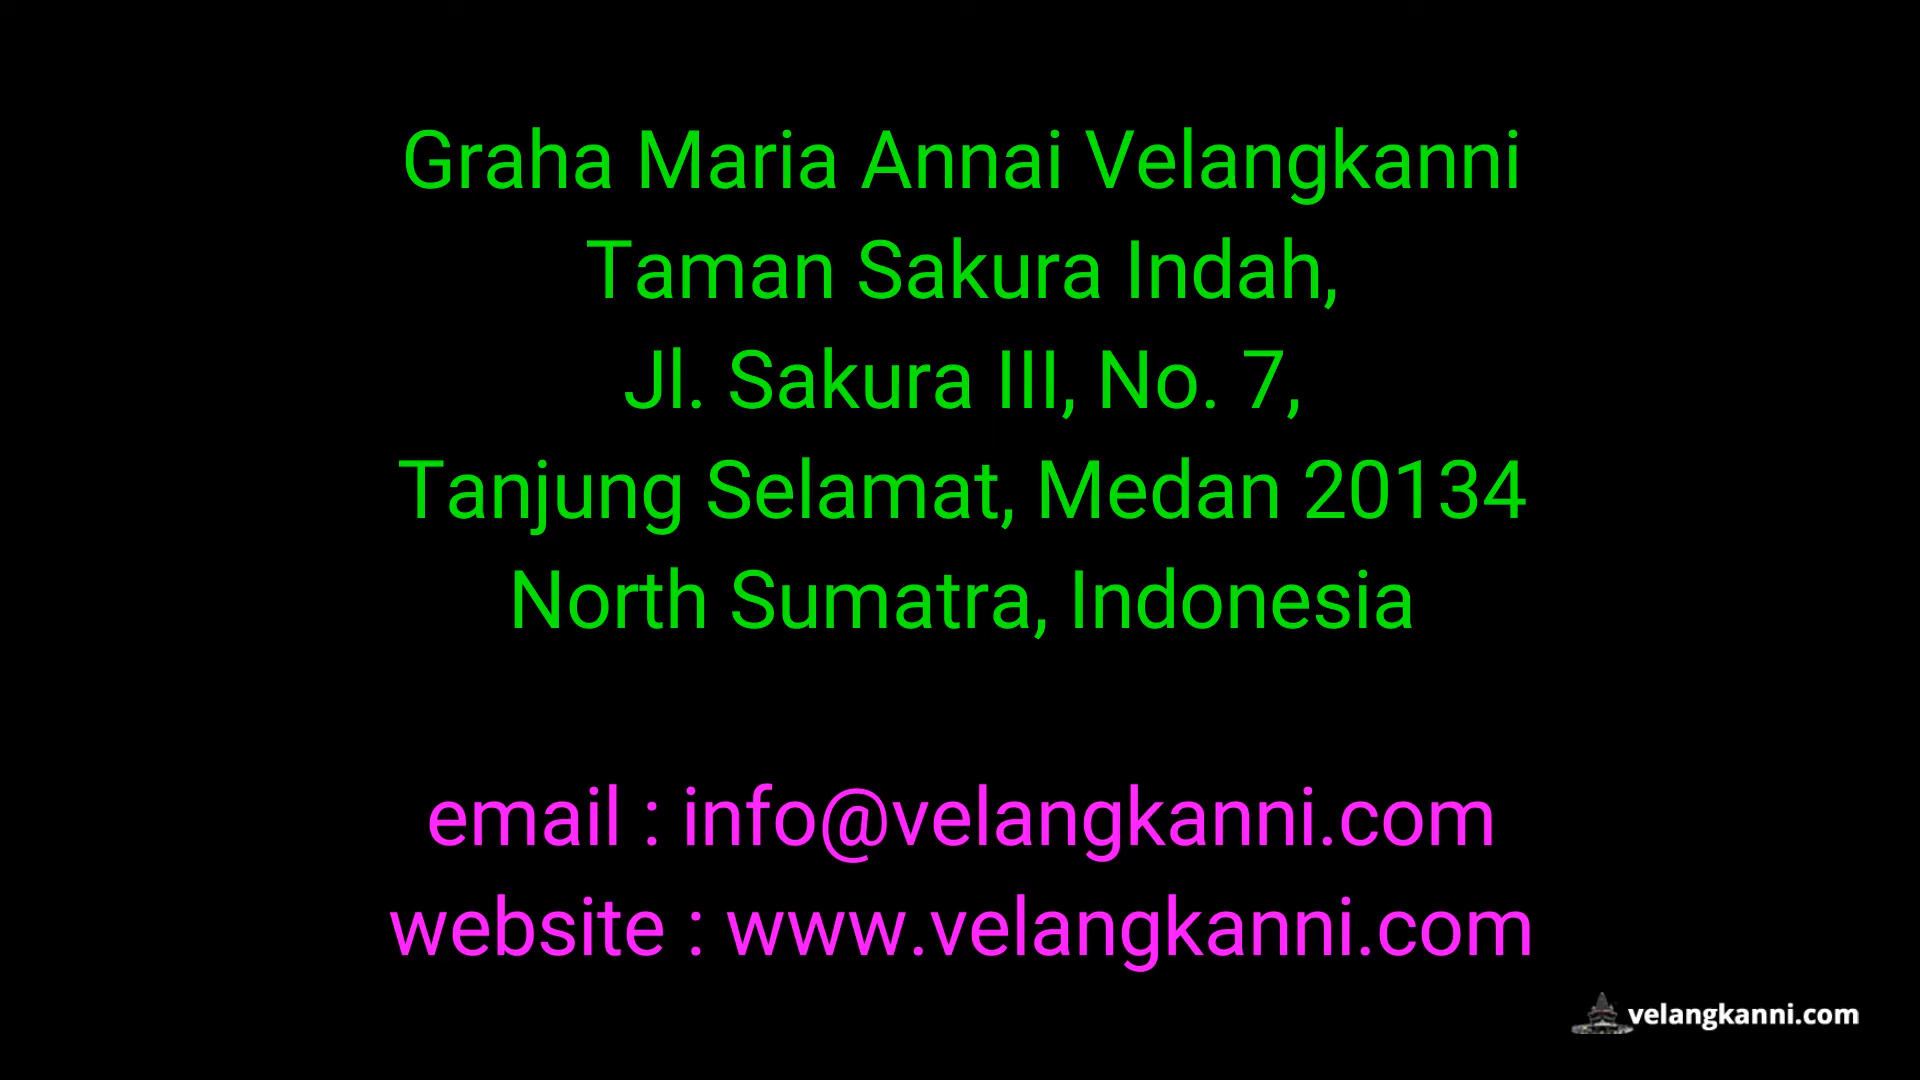 Graha Maria Annai Velangkanni
Taman Sakura Indah,
Jl. Sakura III, No. 7,
Tanjung Selamat, Medan 20134
North Sumatra, Indonesia
email : info@velangkanni.com
website : www.velangkanni.com
velangkanni.com